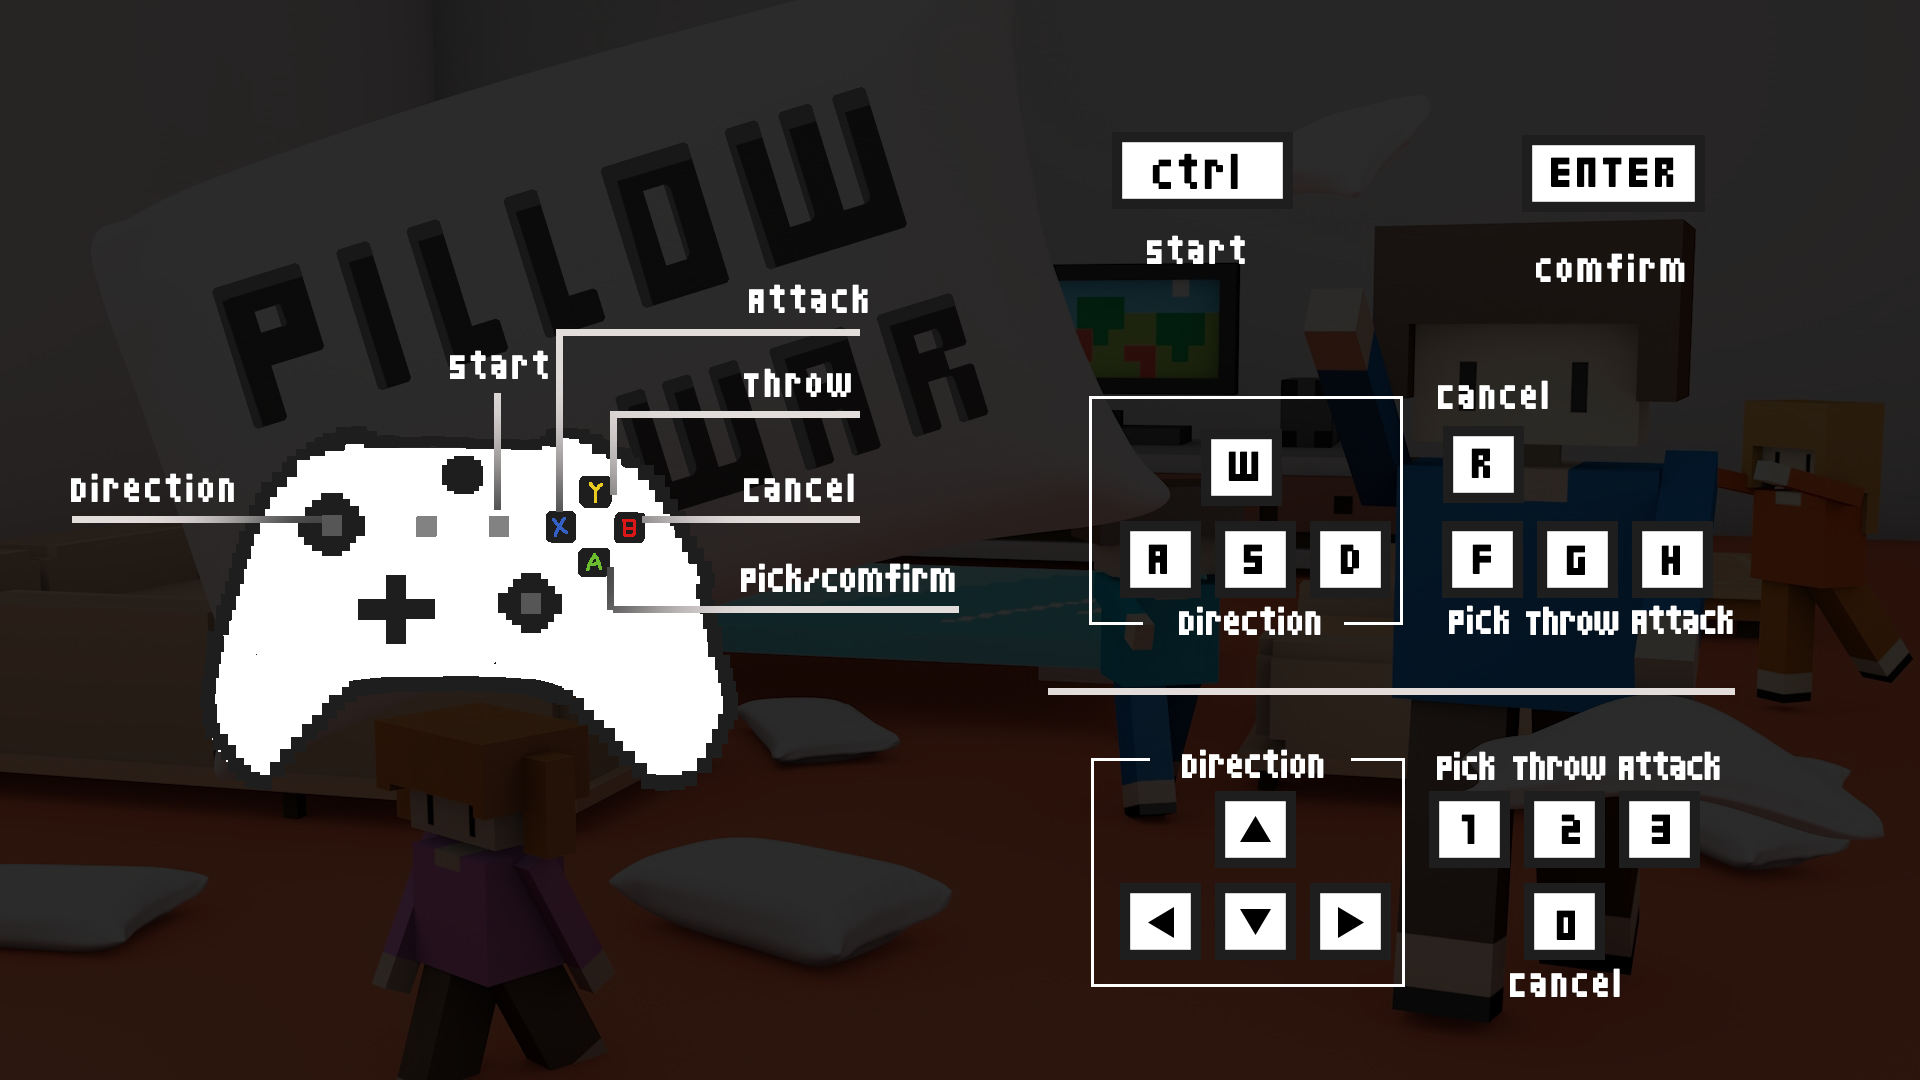 PILLOW
WAR
Attack
start
Throw
Direction
cancel
Pick/comfirm
Y
X
B
A
ctrl
ENTER
start
comfirm
cancel
W
R
A S D
F G H
Direction
Pick Throw Attack
Direction
Pick Throw Attack
1 2 3
0
cancel